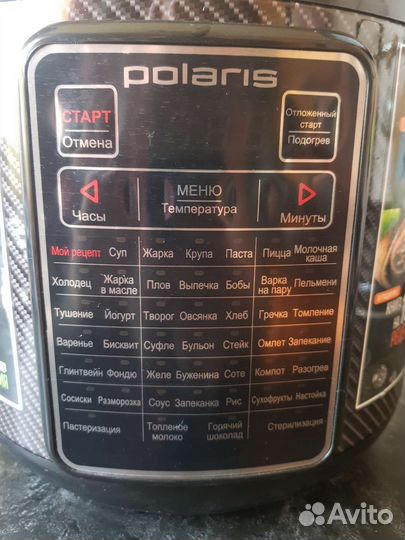 polaris
СТАРТ
Отмена
Отложенный
старт
Подогрев
Часы
МЕНЮ
Температура
Минуты
Мой рецепт Суп Жарка Крупа Паста Пицца Молочная каша
Холодец Жарка в масле Плов Выпечка Бобы Варка на пару Пельмени
Тушение Йогурт Творог Овсянка Хлеб Гречка Томление
Варенье Бисквит Суфле Бульон Стейк Омлет Запекание
Глинтвейн Фондю Желе Буженина Соте Компот Разогрев
Сосиски Разморозка Соус Запеканка Рис Сухофрукты Настойка
Пастеризация Топленое молоко Горячий шоколад Стерилизация
Avito